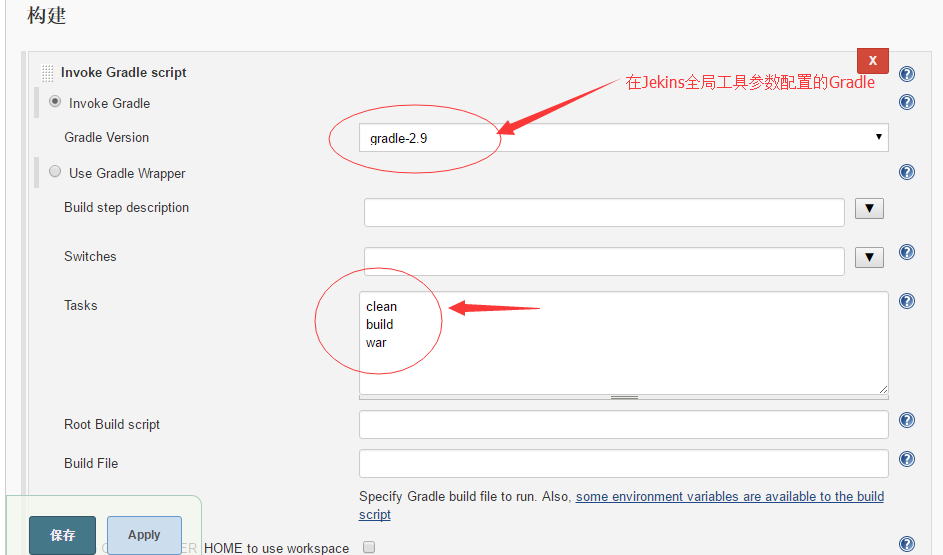 构建
Invoke Gradle script
X
在Jekins全局工具参数配置的Gradle
Invoke Gradle
Gradle Version
gradle-2.9
Use Gradle Wrapper
Build step description
Switches
Tasks
clean
build
war
Root Build script
Build File
Specify Gradle build file to run. Also, some environment variables are available to the build
script
保存
Apply
HOME to use workspace